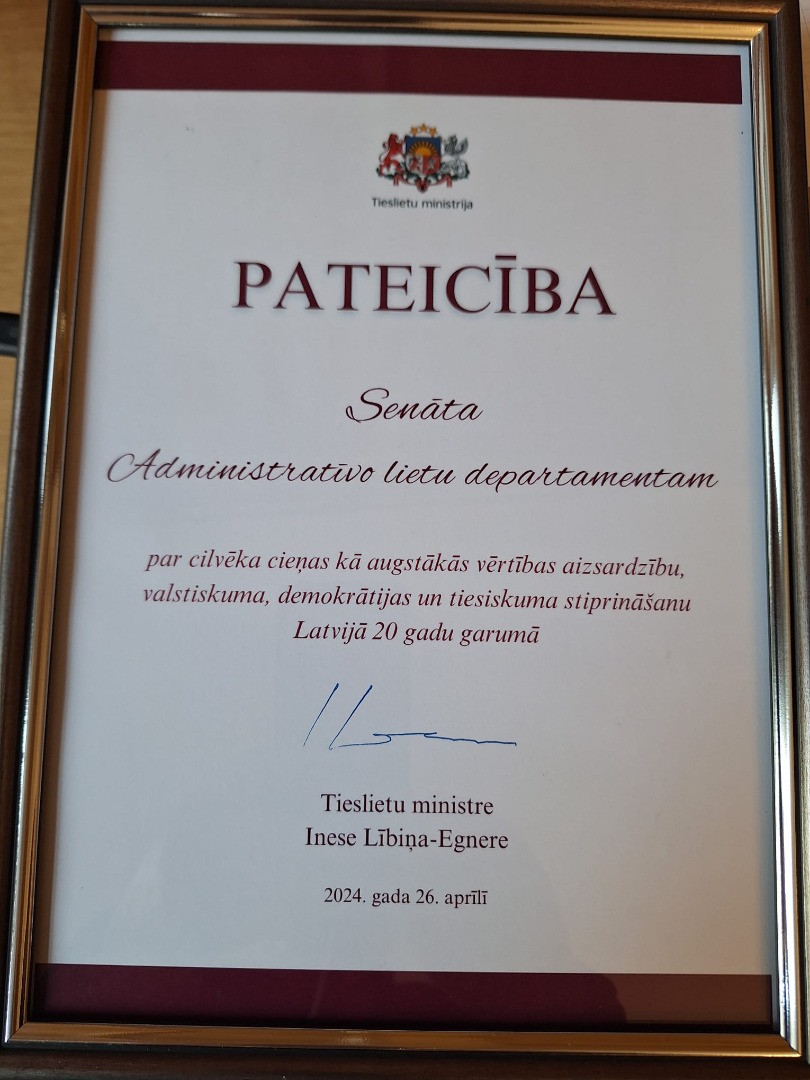 Tieslietu ministrija
PATEICĪBA
Senāta
Administratīvo lietu departamentam
par cilvēka cieņas kā augstākās vērtības aizsardzību,
valstiskuma, demokrātijas un tiesiskuma stiprināšanu
Latvijā 20 gadu garumā
Tieslietu ministre
Inese Lībiņa-Egnere
2024. gada 26. aprīlī